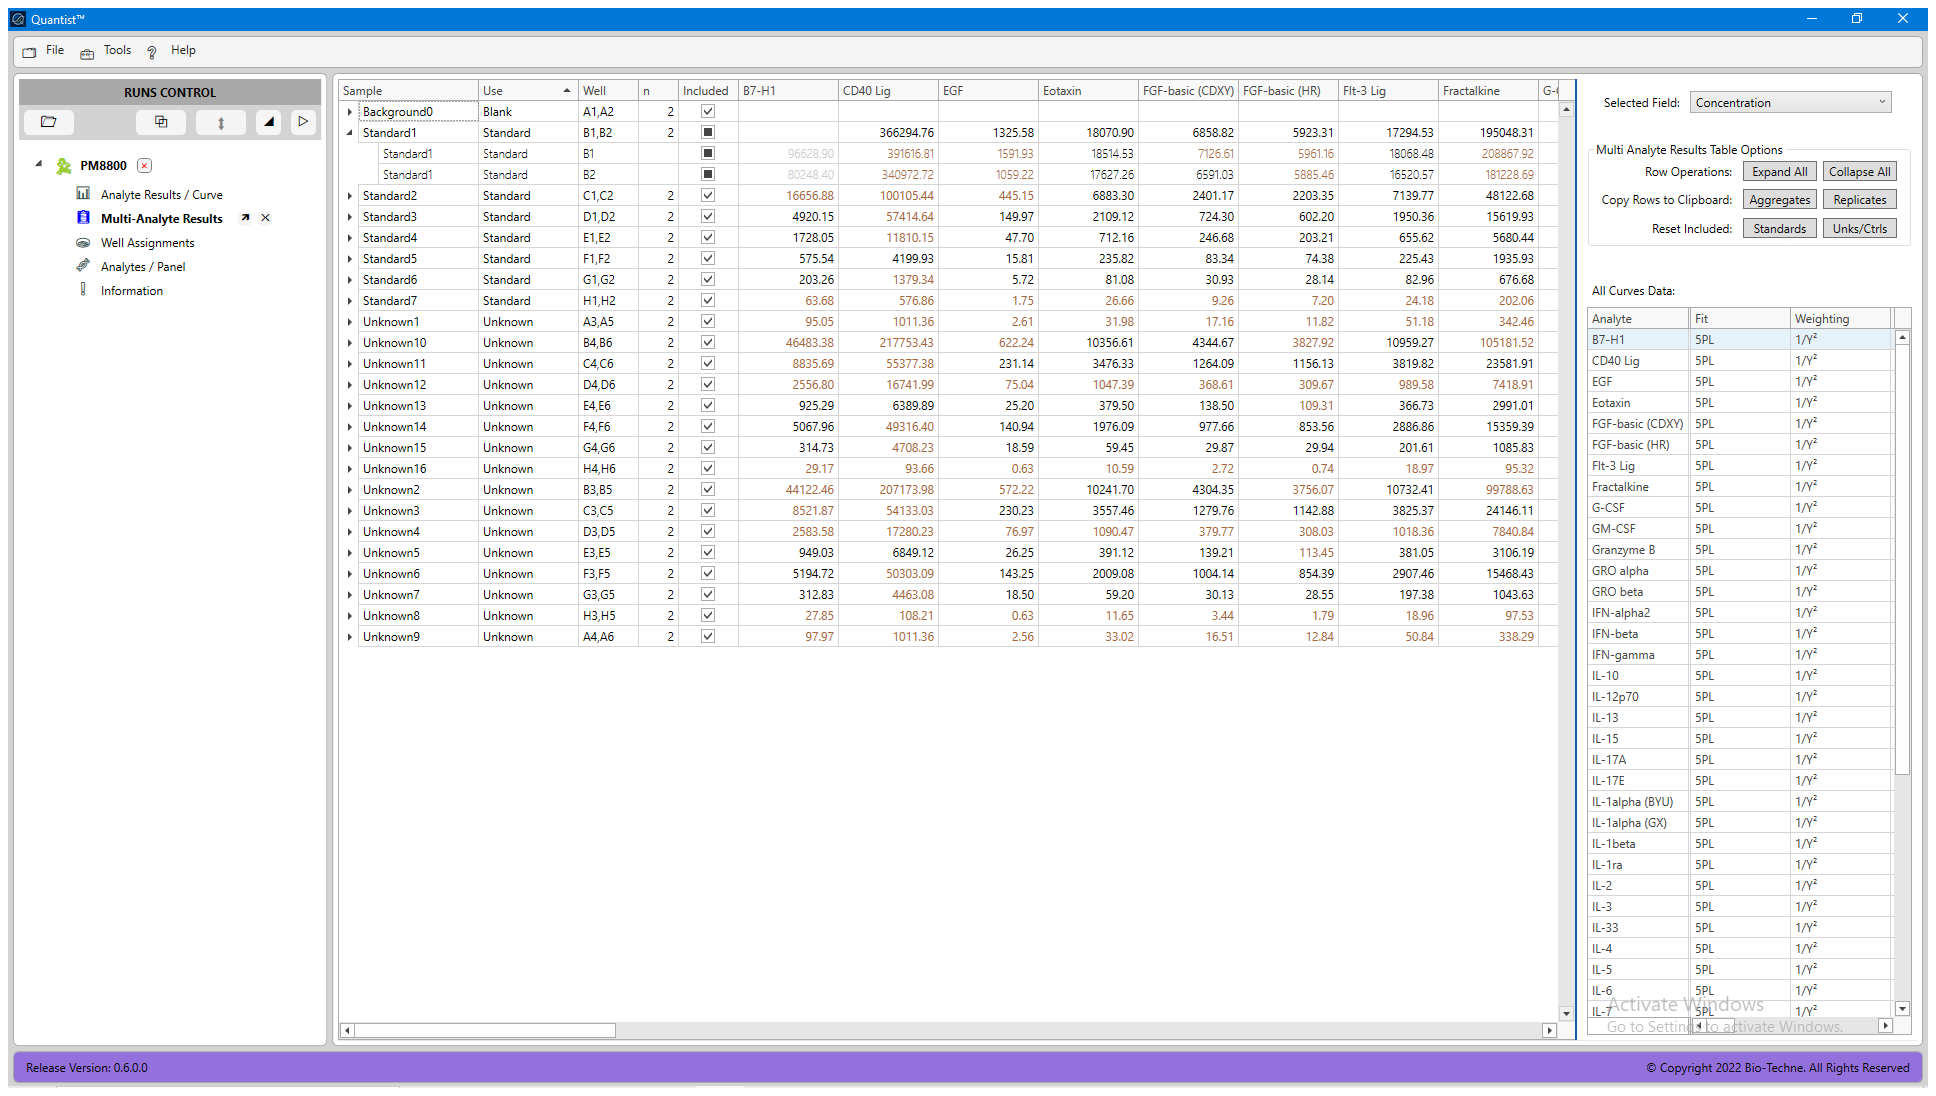 Quantist™
File Tools Help
RUNS CONTROL
PM8800
Analyte Results / Curve
Multi-Analyte Results
Well Assignments
Analytes / Panel
Information
Sample Use Well n Included B7-H1 CD40 Lig EGF Eotaxin FGF-basic (CDXY) FGF-basic (HR) Flt-3 Lig Fractalkine
Background0 Blank A1,A2 2
Standard1 Standard B1,B2 2 366294.76 1325.58 18070.90 6858.82 5923.31 17294.53 195048.31
Standard1 Standard B1 96628.90 391616.81 1591.93 18514.53 7126.61 5961.16 18068.48 208867.92
Standard1 Standard B2 80248.40 340972.72 1059.22 17627.26 6591.03 5885.46 16520.57 181228.69
Standard2 Standard C1,C2 2 16656.88 100105.44 445.15 6883.30 2401.17 2203.35 7139.77 48122.68
Standard3 Standard D1,D2 2 4920.15 57414.64 149.97 2109.12 724.30 602.20 1950.36 15619.93
Standard4 Standard E1,E2 2 1728.05 11810.15 47.70 712.16 246.68 203.21 655.62 5680.44
Standard5 Standard F1,F2 2 575.54 4199.93 15.81 235.82 83.34 74.38 225.43 1935.93
Standard6 Standard G1,G2 2 203.26 1379.34 5.72 81.08 30.93 28.14 82.96 676.68
Standard7 Standard H1,H2 2 63.68 576.86 1.75 26.66 9.26 7.20 24.18 202.06
Unknown1 Unknown A3,A5 2 95.05 1011.36 2.61 31.98 17.16 11.82 51.18 342.46
Unknown10 Unknown B4,B6 2 46483.38 217753.43 622.24 10356.61 4344.67 3827.92 10959.27 105181.52
Unknown11 Unknown C4,C6 2 8835.69 55377.38 231.14 3476.33 1264.09 1156.13 3819.82 23581.91
Unknown12 Unknown D4,D6 2 2556.80 16741.99 75.04 1047.39 368.61 309.67 989.58 7418.91
Unknown13 Unknown E4,E6 2 925.29 6389.89 25.20 379.50 138.50 109.31 366.73 2991.01
Unknown14 Unknown F4,F6 2 5067.96 49316.40 140.94 1976.09 977.66 853.56 2886.86 15359.39
Unknown15 Unknown G4,G6 2 314.73 4708.23 18.59 59.45 29.87 29.94 201.61 1085.83
Unknown16 Unknown H4,H6 2 29.17 93.66 0.63 10.59 2.72 0.74 18.97 95.32
Unknown2 Unknown B3,B5 2 44122.46 207173.98 572.22 10241.70 4304.35 3756.07 10732.41 99788.63
Unknown3 Unknown C3,C5 2 8521.87 54133.03 230.23 3557.46 1279.76 1142.88 3825.37 24146.11
Unknown4 Unknown D3,D5 2 2583.58 17280.23 76.97 1090.47 379.77 308.03 1018.36 7840.84
Unknown5 Unknown E3,E5 2 949.03 6849.12 26.25 391.12 139.21 113.45 381.05 3106.19
Unknown6 Unknown F3,F5 2 5194.72 50303.09 143.25 2009.08 1004.14 854.39 2907.46 15468.43
Unknown7 Unknown G3,G5 2 312.83 4463.08 18.50 59.20 30.13 28.55 197.38 1043.63
Unknown8 Unknown H3,H5 2 27.85 108.21 0.63 11.65 3.44 1.79 18.96 97.53
Unknown9 Unknown A4,A6 2 97.97 1011.36 2.56 33.02 16.51 12.84 50.84 338.29
Selected Field: Concentration
Multi Analyte Results Table Options
Row Operations: Expand All Collapse All
Copy Rows to Clipboard: Aggregates Replicates
Reset Included: Standards Unks/Ctrls
All Curves Data:
Analyte Fit Weighting
B7-H1 5PL 1/Y²
CD40 Lig 5PL 1/Y²
EGF 5PL 1/Y²
Eotaxin 5PL 1/Y²
FGF-basic (CDXY) 5PL 1/Y²
FGF-basic (HR) 5PL 1/Y²
Flt-3 Lig 5PL 1/Y²
Fractalkine 5PL 1/Y²
G-CSF 5PL 1/Y²
GM-CSF 5PL 1/Y²
Granzyme B 5PL 1/Y²
GRO alpha 5PL 1/Y²
GRO beta 5PL 1/Y²
IFN-alpha2 5PL 1/Y²
IFN-beta 5PL 1/Y²
IFN-gamma 5PL 1/Y²
IL-10 5PL 1/Y²
IL-12p70 5PL 1/Y²
IL-13 5PL 1/Y²
IL-15 5PL 1/Y²
IL-17A 5PL 1/Y²
IL-17E 5PL 1/Y²
IL-1alpha (BYU) 5PL 1/Y²
IL-1alpha (GX) 5PL 1/Y²
IL-1beta 5PL 1/Y²
IL-1ra 5PL 1/Y²
IL-2 5PL 1/Y²
IL-3 5PL 1/Y²
IL-33 5PL 1/Y²
IL-4 5PL 1/Y²
IL-5 5PL 1/Y²
IL-6 5PL 1/Y²
IL-7 5PL 1/Y²
Activate Windows
Go to Settings to activate Windows.
Release Version: 0.6.0.0
© Copyright 2022 Bio-Techne. All Rights Reserved